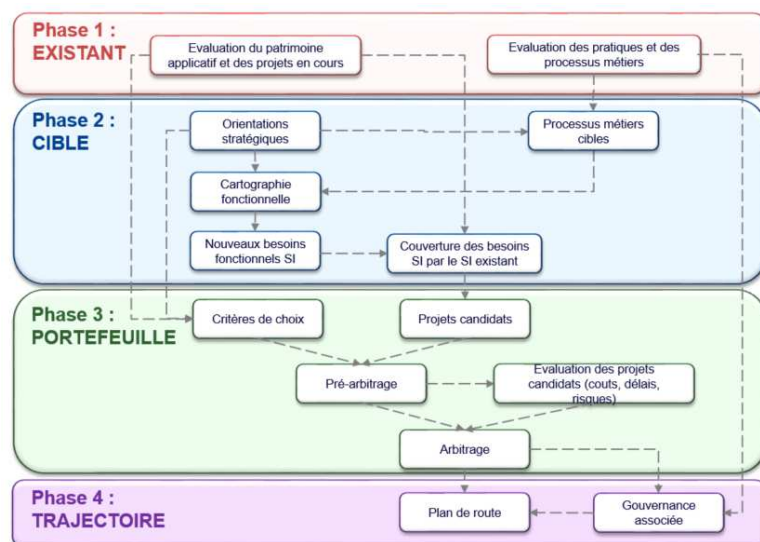 Phase 1 :
EXISTANT
Evaluation du patrimoine
applicatif et des projets en cours
Evaluation des pratiques et des
processus métiers
Phase 2 :
CIBLE
Orientations
stratégiques
Processus métiers
cibles
Cartographie
fonctionnelle
Nouveaux besoins
fonctionnels SI
Couverture des besoins
SI par le SI existant
Phase 3 :
PORTEFEUILLE
Critères de choix
Projets candidats
Pré-arbitrage
Evaluation des projets
candidats (couts, délais,
risques)
Arbitrage
Phase 4 :
TRAJECTOIRE
Plan de route
Gouvernance
associée